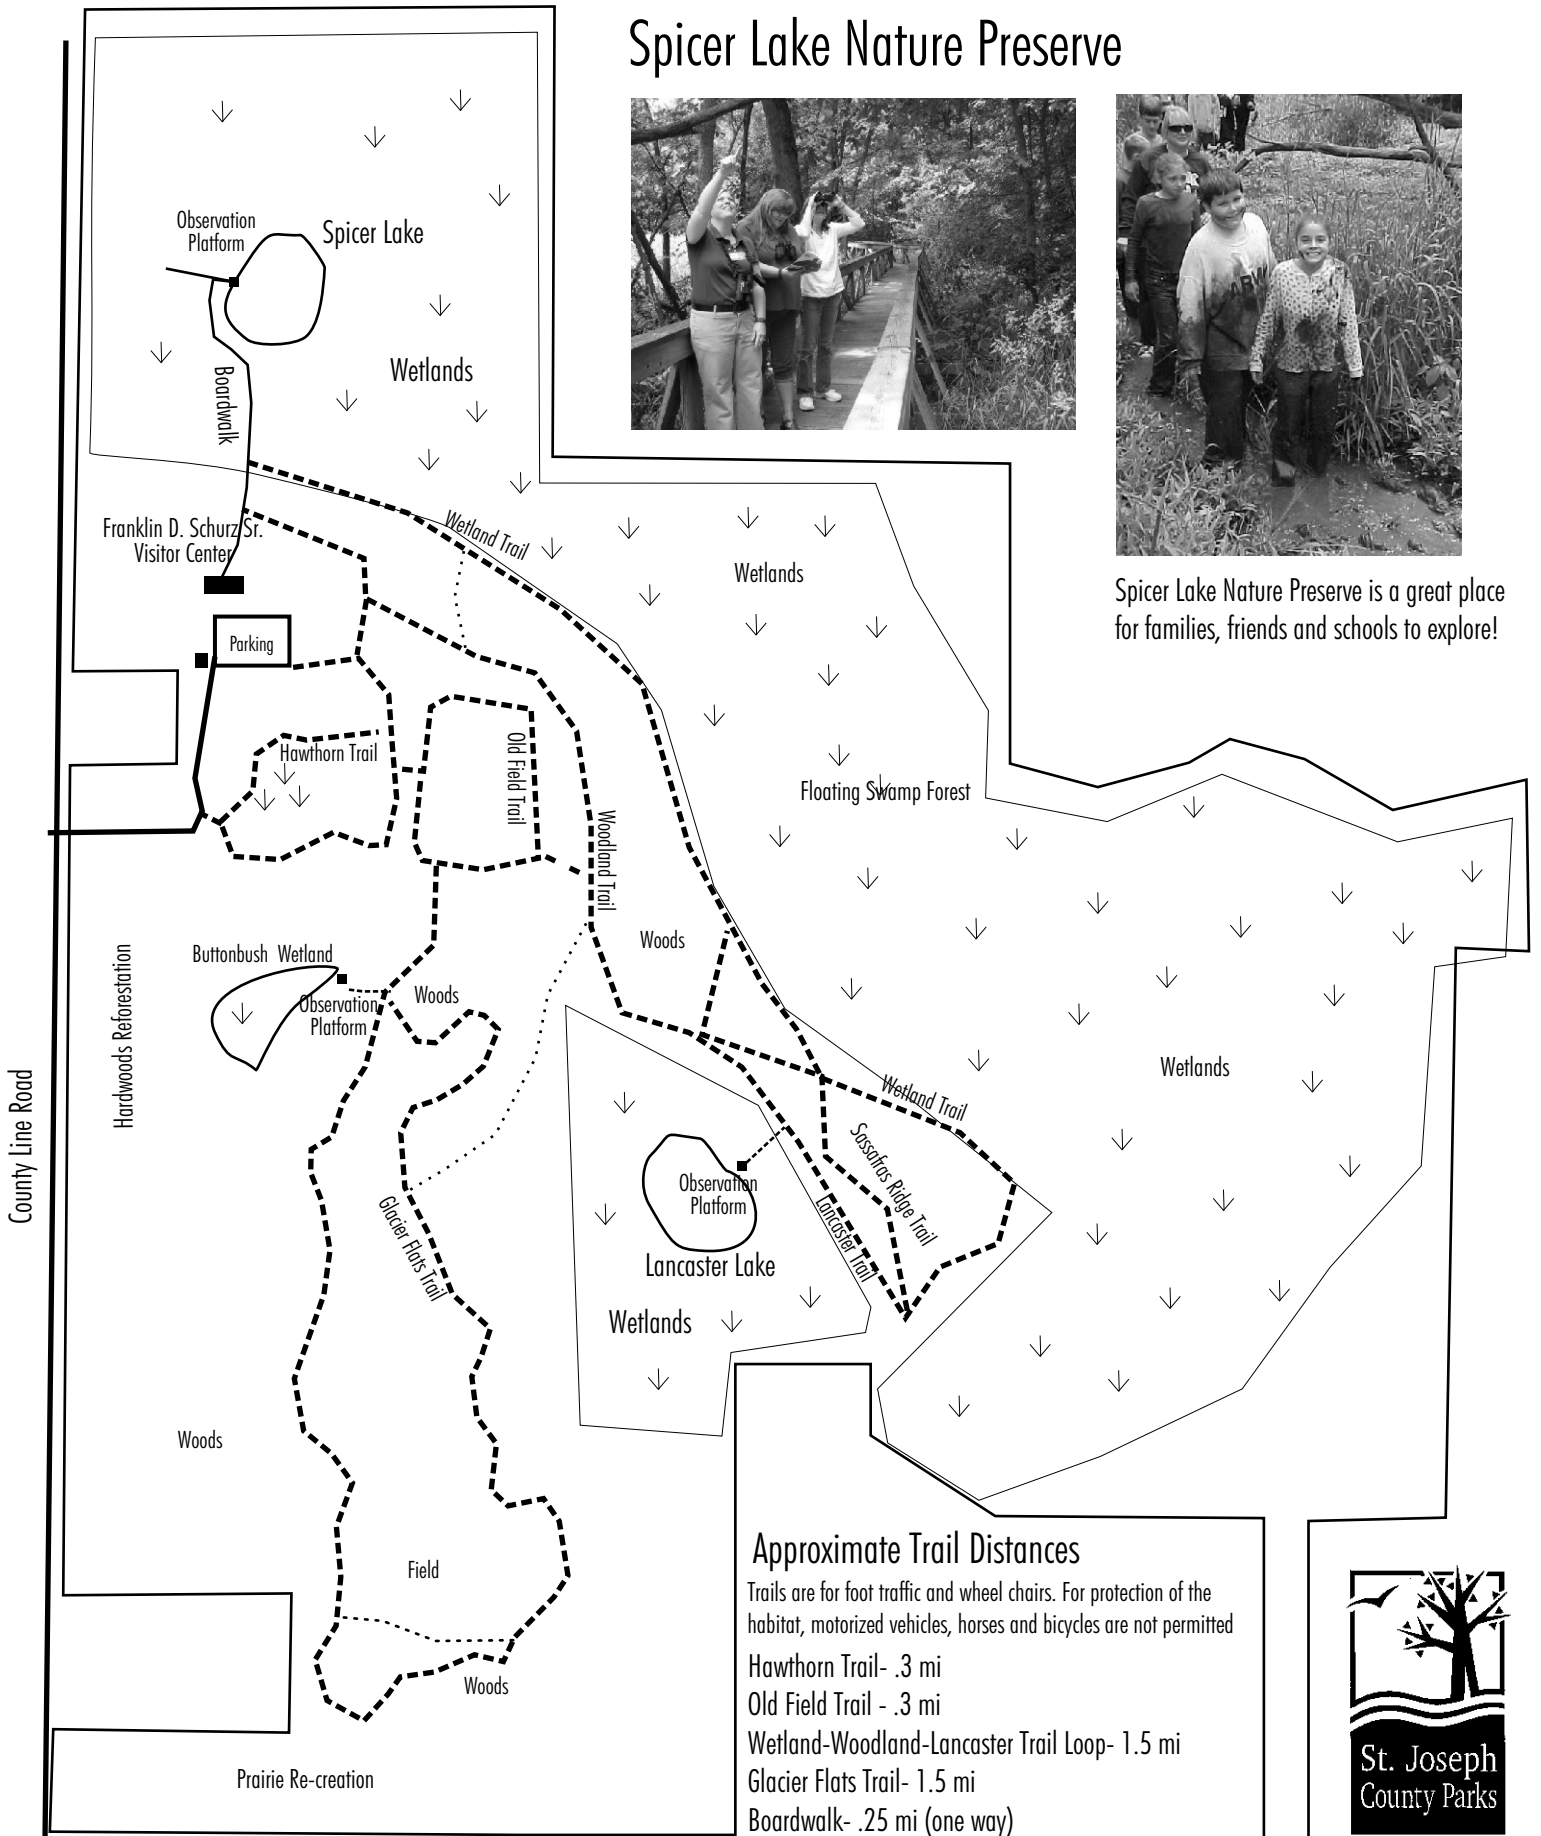 Spicer Lake Nature Preserve
Observation
Platform
Spicer Lake
Boardwalk
Wetlands
Wetland Trail
Franklin D. Schurz Sr.
Visitor Center
Parking
Wetlands
Spicer Lake Nature Preserve is a great place
for families, friends and schools to explore!
Hawthorn Trail
Old Field Trail
Woodland Trail
Floating Swamp Forest
Woods
Buttonbush Wetland
Observation
Platform
Woods
Hardwoods Reforestation
County Line Road
Wetlands
Wetland Trail
Sassafras Ridge Trail
Lancaster Trail
Observation
Platform
Lancaster Lake
Wetlands
Glacier Flats Trail
Woods
Field
Woods
Prairie Re-creation
Approximate Trail Distances
Trails are for foot traffic and wheel chairs. For protection of the
habitat, motorized vehicles, horses and bicycles are not permitted
Hawthorn Trail- .3 mi
Old Field Trail - .3 mi
Wetland-Woodland-Lancaster Trail Loop- 1.5 mi
Glacier Flats Trail- 1.5 mi
Boardwalk- .25 mi (one way)
St. Joseph
County Parks